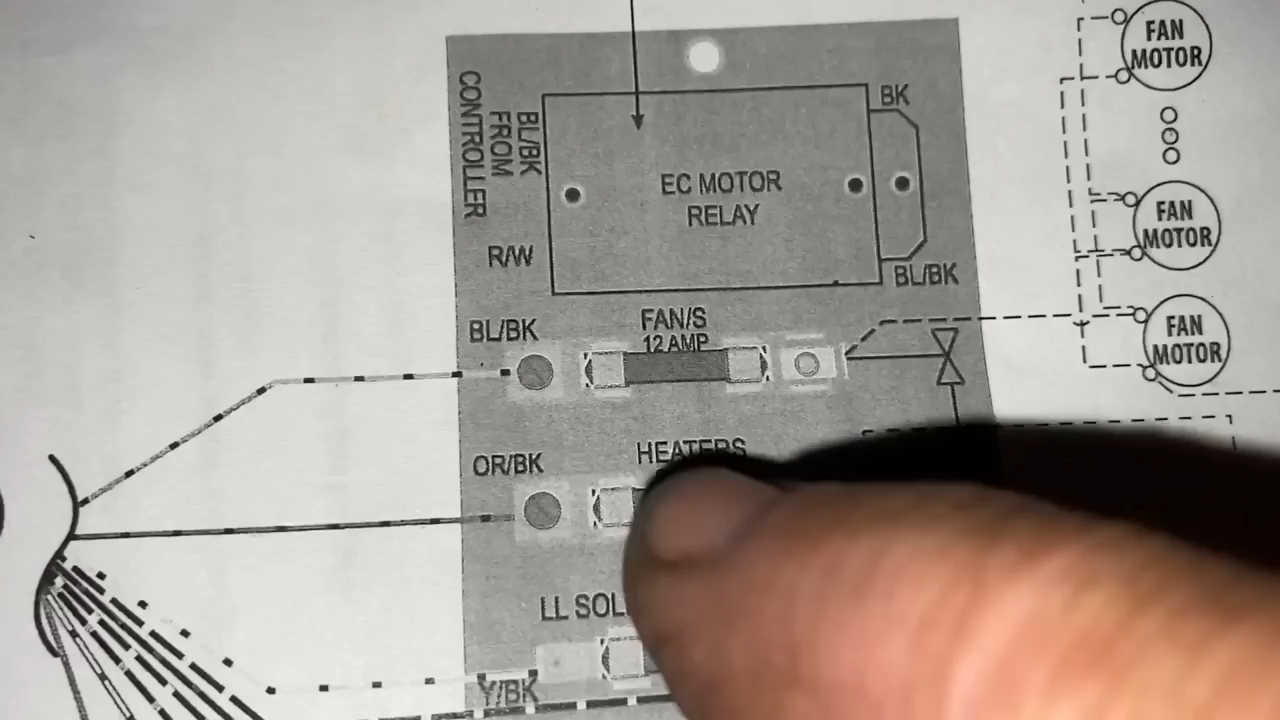 BL/BK
FROM
CONTROLLER
R/W
EC MOTOR
RELAY
BK
BL/BK
BL/BK
FAN/S
12 AMP
OR/BK
HEATERS
LL SOL
Y/BK
FAN
MOTOR
FAN
MOTOR
FAN
MOTOR